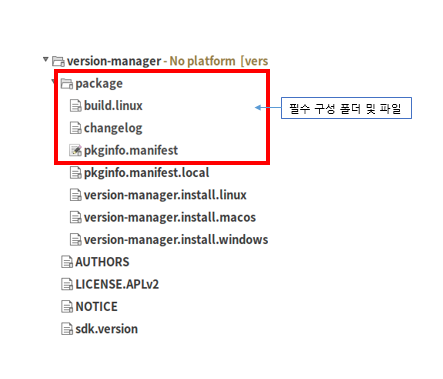 version-manager - No platform [vers
package
build.linux
changelog
pkginfo.manifest
필수 구성 폴더 및 파일
pkginfo.manifest.local
version-manager.install.linux
version-manager.install.macos
version-manager.install.windows
AUTHORS
LICENSE.APLv2
NOTICE
sdk.version